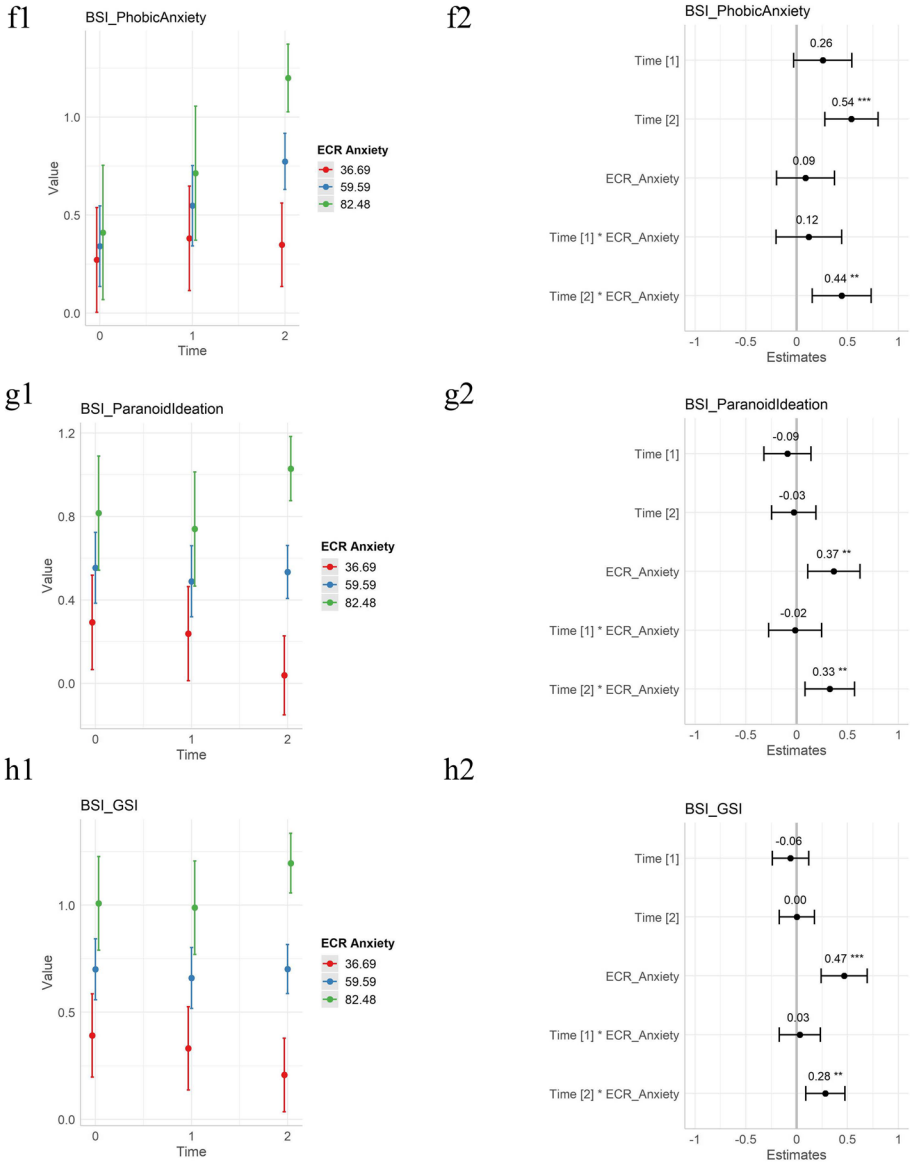 f1
BSI_PhobicAnxiety
1.0
0.5
0.0
Value
0
1
2
Time
ECR Anxiety
36.69
59.59
82.48
f2
BSI_PhobicAnxiety
0.26
Time [1]
0.54 ***
Time [2]
0.09
ECR_Anxiety
0.12
Time [1] * ECR_Anxiety
0.44 **
Time [2] * ECR_Anxiety
-1 -0.5 0 0.5 1
Estimates
g1
BSI_ParanoidIdeation
1.2
0.8
0.4
0.0
Value
0
1
2
Time
ECR Anxiety
36.69
59.59
82.48
g2
BSI_ParanoidIdeation
-0.09
Time [1]
-0.03
Time [2]
0.37 **
ECR_Anxiety
-0.02
Time [1] * ECR_Anxiety
0.33 **
Time [2] * ECR_Anxiety
-1 -0.5 0 0.5 1
Estimates
h1
BSI_GSI
1.0
0.5
0.0
Value
0
1
2
Time
ECR Anxiety
36.69
59.59
82.48
h2
BSI_GSI
-0.06
Time [1]
0.00
Time [2]
0.47 ***
ECR_Anxiety
0.03
Time [1] * ECR_Anxiety
0.28 **
Time [2] * ECR_Anxiety
-1 -0.5 0 0.5 1
Estimates